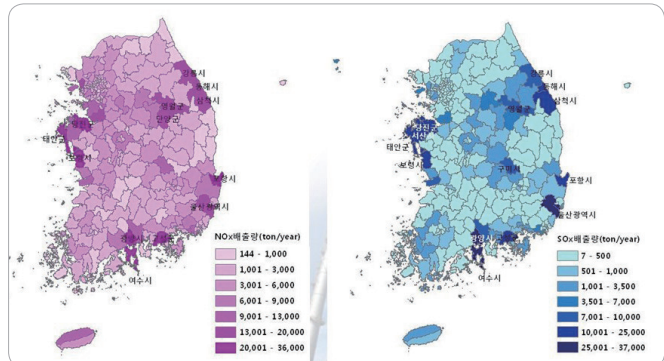 강릉시
동해시
삼척시
영월군
단양군
당진군
태안군
보령시
포항시
울산광역시
광양시
여수시
NOx배출량(ton/year)
144 - 1,000
1,001 - 3,000
3,001 - 6,000
6,001 - 9,000
9,001 - 13,000
13,001 - 20,000
20,001 - 36,000
강릉시
동해시
삼척시
영월군
당진군
서산
태안군
보령시
구미시
포항시
울산광역시
광양시
여수시
SOx배출량(ton/year)
7 - 500
501 - 1,000
1,001 - 3,500
3,501 - 7,000
7,001 - 10,000
10,001 - 25,000
25,001 - 37,000